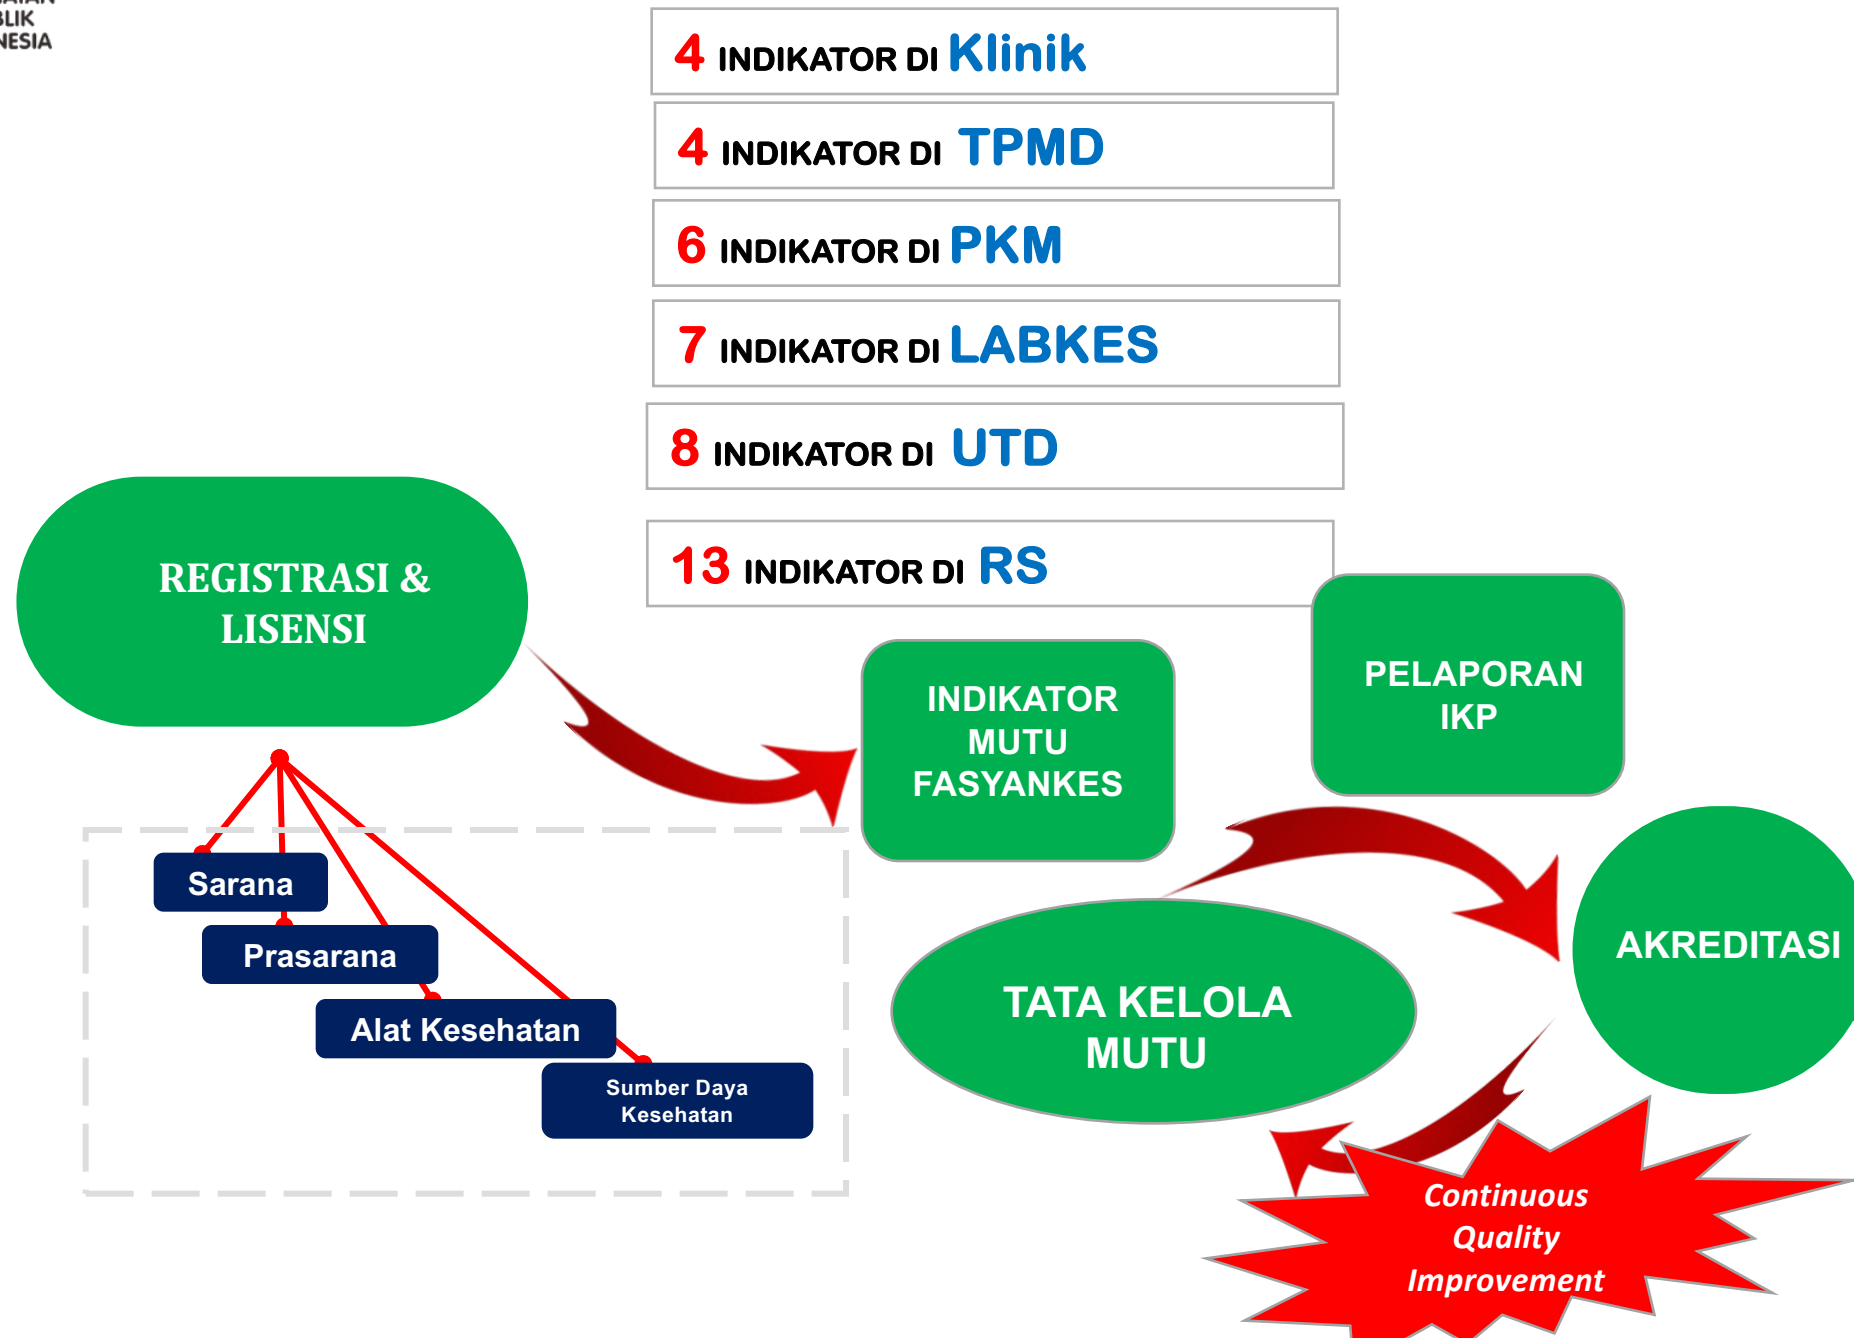 BLIK
NESIA
4 INDIKATOR DI Klinik
4 INDIKATOR DI TPMD
6 INDIKATOR DI PKM
7 INDIKATOR DI LABKES
8 INDIKATOR DI UTD
13 INDIKATOR DI RS
REGISTRASI &
LISENSI
INDIKATOR
MUTU
FASYANKES
PELAPORAN
IKP
Sarana
Prasarana
Alat Kesehatan
Sumber Daya
Kesehatan
TATA KELOLA
MUTU
AKREDITASI
Continuous
Quality
Improvement